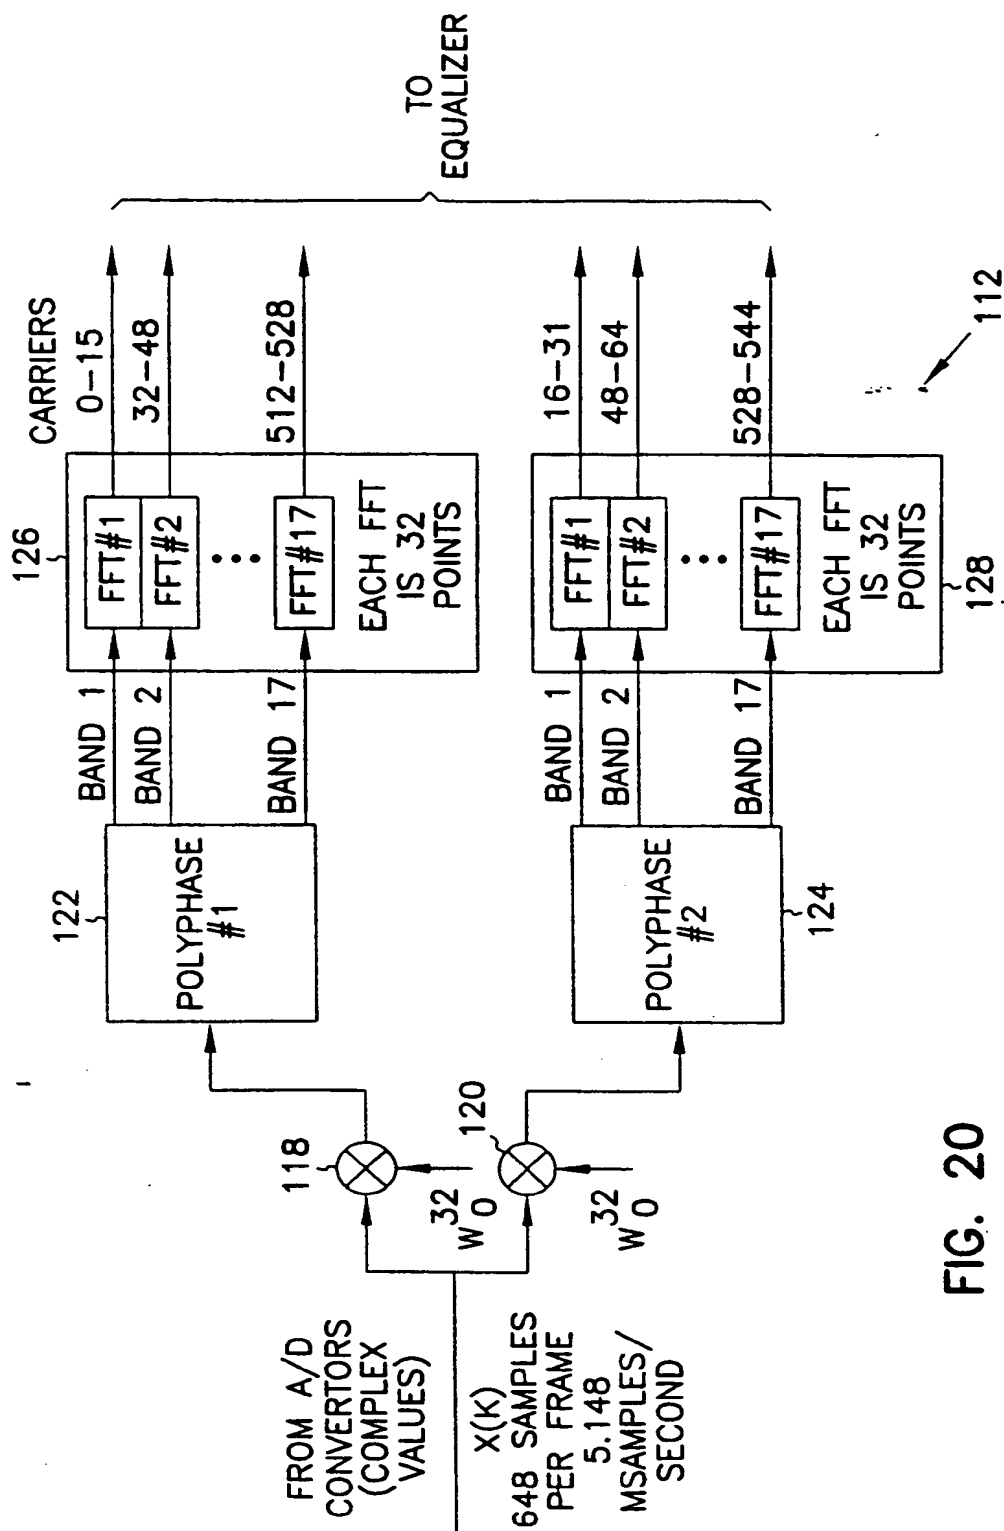 FROM A/D
CONVERTORS
(COMPLEX
VALUES)
X(K)
648 SAMPLES
PER FRAME
5.148
MSAMPLES/
SECOND
118
W 32 0
120
W 32 0
122
POLYPHASE
#1
124
POLYPHASE
#2
BAND 1
BAND 2
BAND 17
BAND 1
BAND 2
BAND 17
126
FFT#1
FFT#2
FFT#17
EACH FFT
IS 32
POINTS
128
FFT#1
FFT#2
FFT#17
EACH FFT
IS 32
POINTS
CARRIERS
0-15
32-48
512-528
16-31
48-64
528-544
TO
EQUALIZER
112
FIG. 20